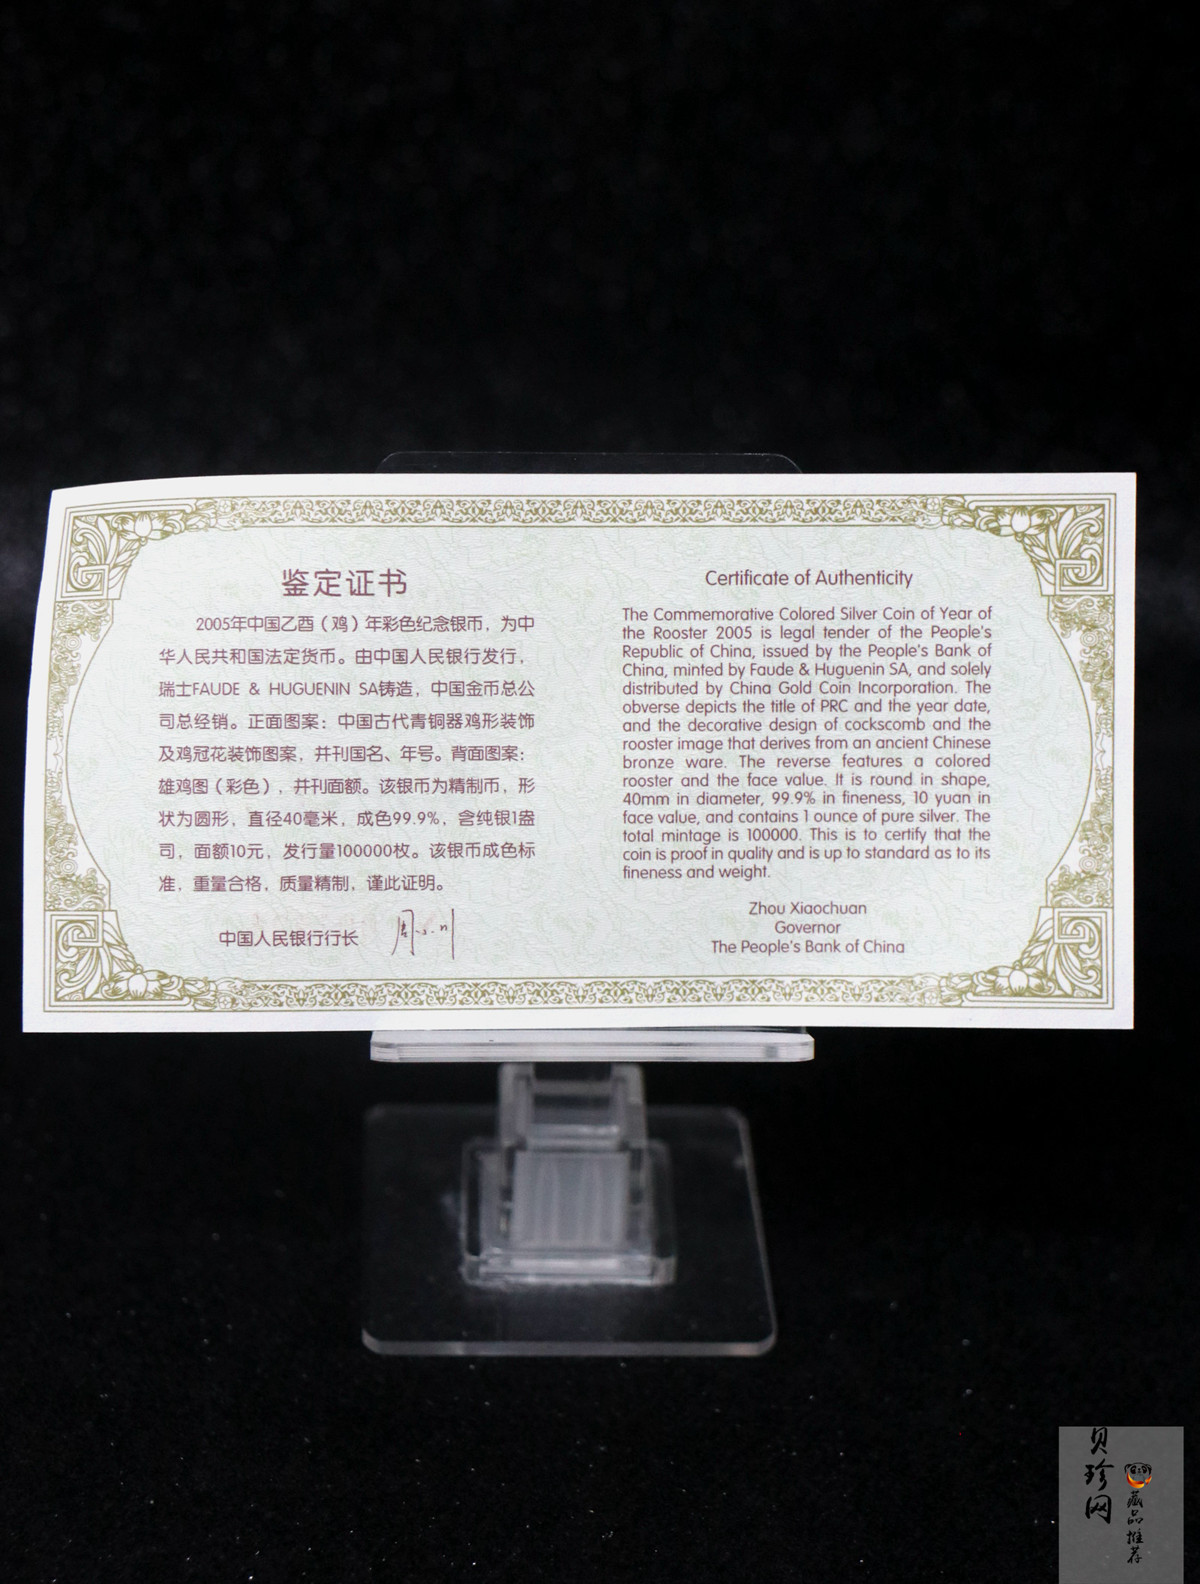 鉴定证书
2005年中国乙酉（鸡）年彩色纪念银币，为中
华人民共和国法定货币。由中国人民银行发行，
瑞士FAUDE & HUGUENIN SA铸造，中国金币总公
司总经销。正面图案：中国古代青铜器鸡形装饰
及鸡冠花装饰图案，并刊国名、年号。背面图案：
雄鸡图（彩色），并刊面额。该银币为精制币，形
状为圆形，直径40毫米，成色99.9%，含纯银1盎
司，面额10元，发行量100000枚。该银币成色标
准，重量合格，质量精制，谨此证明。
中国人民银行行长 周小川
Certificate of Authenticity
The Commemorative Colored Silver Coin of Year of
the Rooster 2005 is legal tender of the People's
Republic of China, issued by the People's Bank of
China, minted by Faude & Huguenin SA, and solely
distributed by China Gold Coin Incorporation. The
obverse depicts the title of PRC and the year date,
and the decorative design of cockscomb and the
rooster image that derives from an ancient Chinese
bronze ware. The reverse features a colored
rooster and the face value. It is round in shape,
40mm in diameter, 99.9% in fineness, 10 yuan in
face value, and contains 1 ounce of pure silver. The
total mintage is 100000. This is to certify that the
coin is proof in quality and is up to standard as to its
fineness and weight.
Zhou Xiaochuan
Governor
The People's Bank of China
贝珍网
藏品推荐